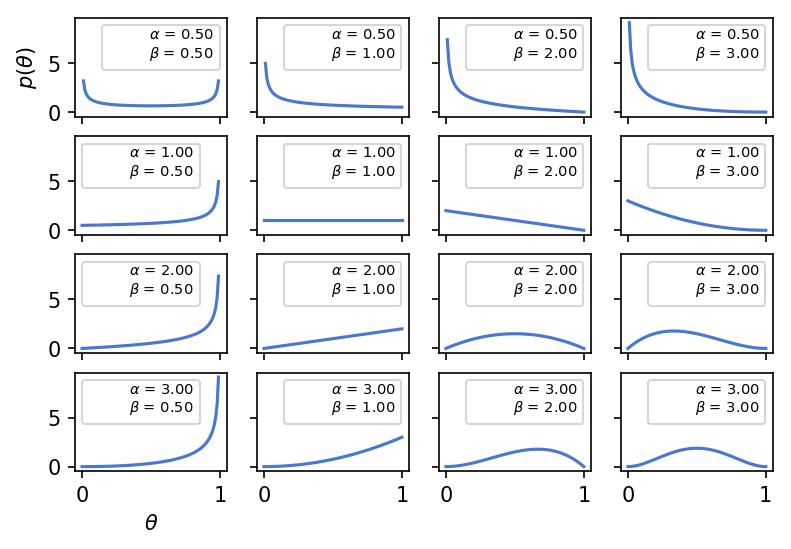 p(θ)
5
0
α = 0.50
β = 0.50
α = 0.50
β = 1.00
α = 0.50
β = 2.00
α = 0.50
β = 3.00
5
0
α = 1.00
β = 0.50
α = 1.00
β = 1.00
α = 1.00
β = 2.00
α = 1.00
β = 3.00
5
0
α = 2.00
β = 0.50
α = 2.00
β = 1.00
α = 2.00
β = 2.00
α = 2.00
β = 3.00
5
0
α = 3.00
β = 0.50
α = 3.00
β = 1.00
α = 3.00
β = 2.00
α = 3.00
β = 3.00
0 1 0 1 0 1 0 1
θ